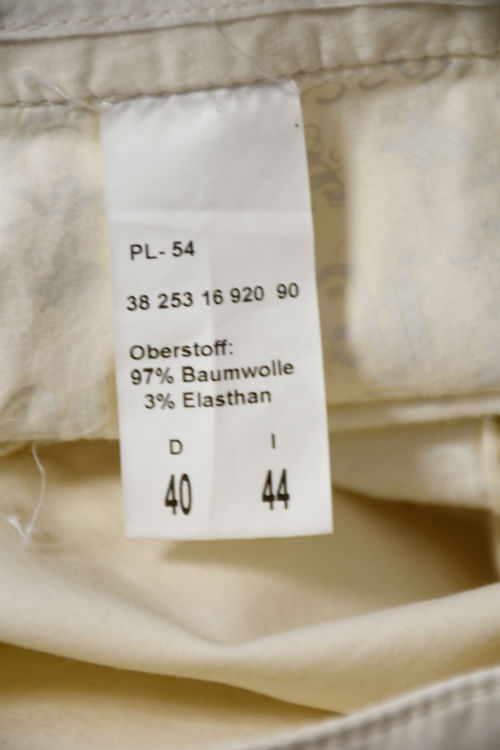 PL- 54
38 253 16 920 90
Oberstoff:
97% Baumwolle
3% Elasthan
D I
40 44